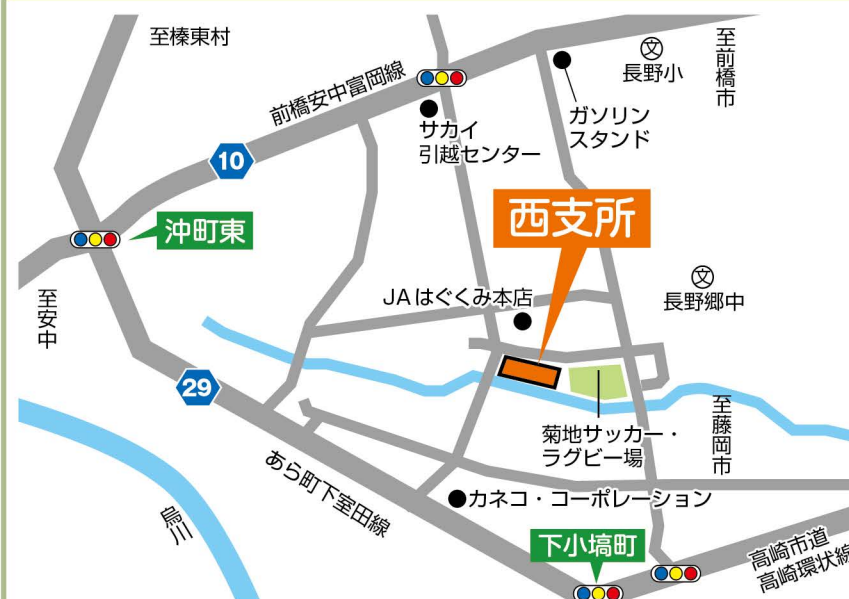 至榛東村
前橋安中富岡線
文
長野小
至前橋市
ガソリン
スタンド
サカイ
引越センター
10
沖町東
西支所
至安中
JAはぐくみ本店
文
長野郷中
29
菊地サッカー・
ラグビー場
至藤岡市
あら町下室田線
烏川
カネコ・コーポレーション
下小塙町
高崎市道
高崎環状線